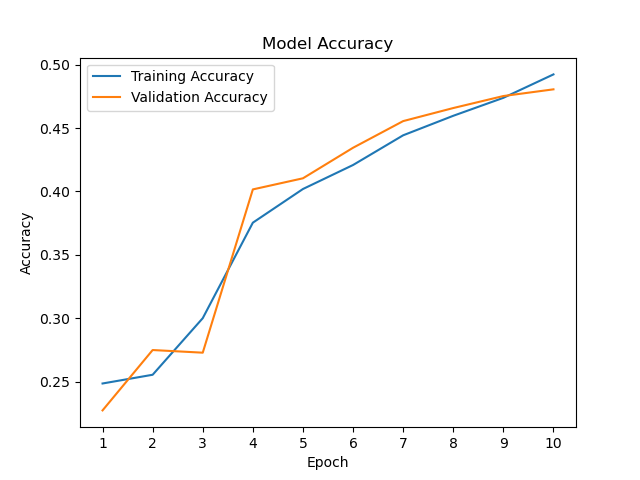 Model Accuracy
Training Accuracy
Validation Accuracy
Accuracy
0.50
0.45
0.40
0.35
0.30
0.25
1 2 3 4 5 6 7 8 9 10
Epoch